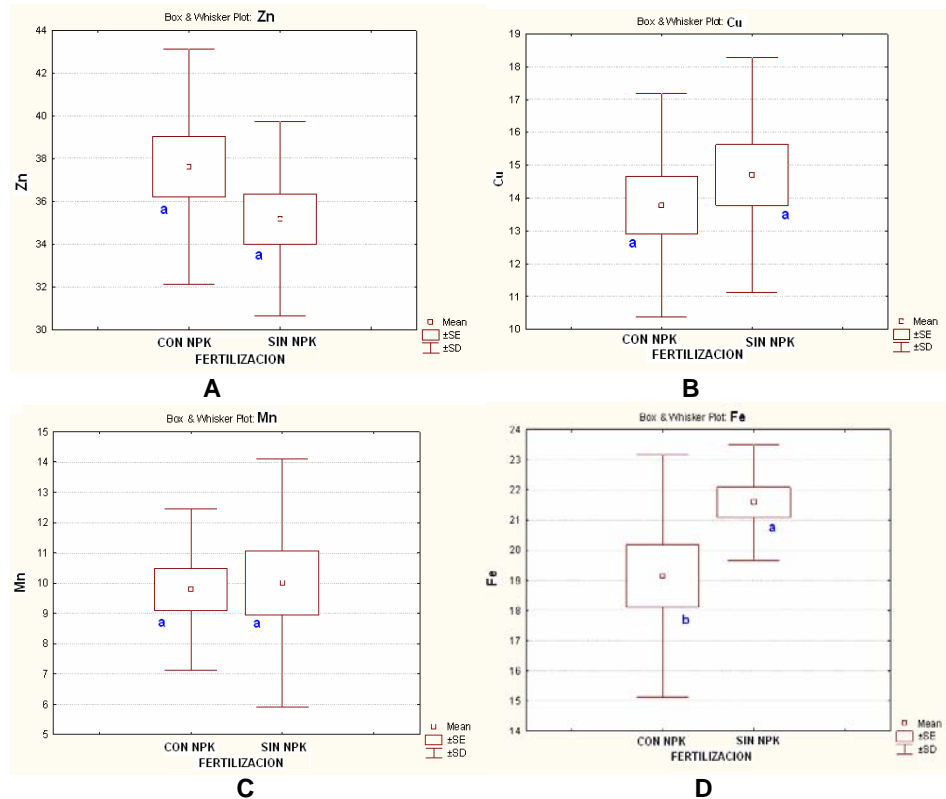 Box & Whisker Plot: Zn
44
42
40
38
36
34
32
30
Zn
a
a
CON NPK
SIN NPK
FERTILIZACION
Mean
±SE
±SD
A
Box & Whisker Plot: Cu
19
18
17
16
15
14
13
12
11
10
Cu
a
a
CON NPK
SIN NPK
FERTILIZACION
Mean
±SE
±SD
B
Box & Whisker Plot: Mn
15
14
13
12
11
10
9
8
7
6
5
Mn
a
a
CON NPK
SIN NPK
FERTILIZACION
Mean
±SE
±SD
C
Box & Whisker Plot: Fe
24
23
22
21
20
19
18
17
16
15
14
Fe
b
a
CON NPK
SIN NPK
FERTILIZACION
Mean
±SE
±SD
D